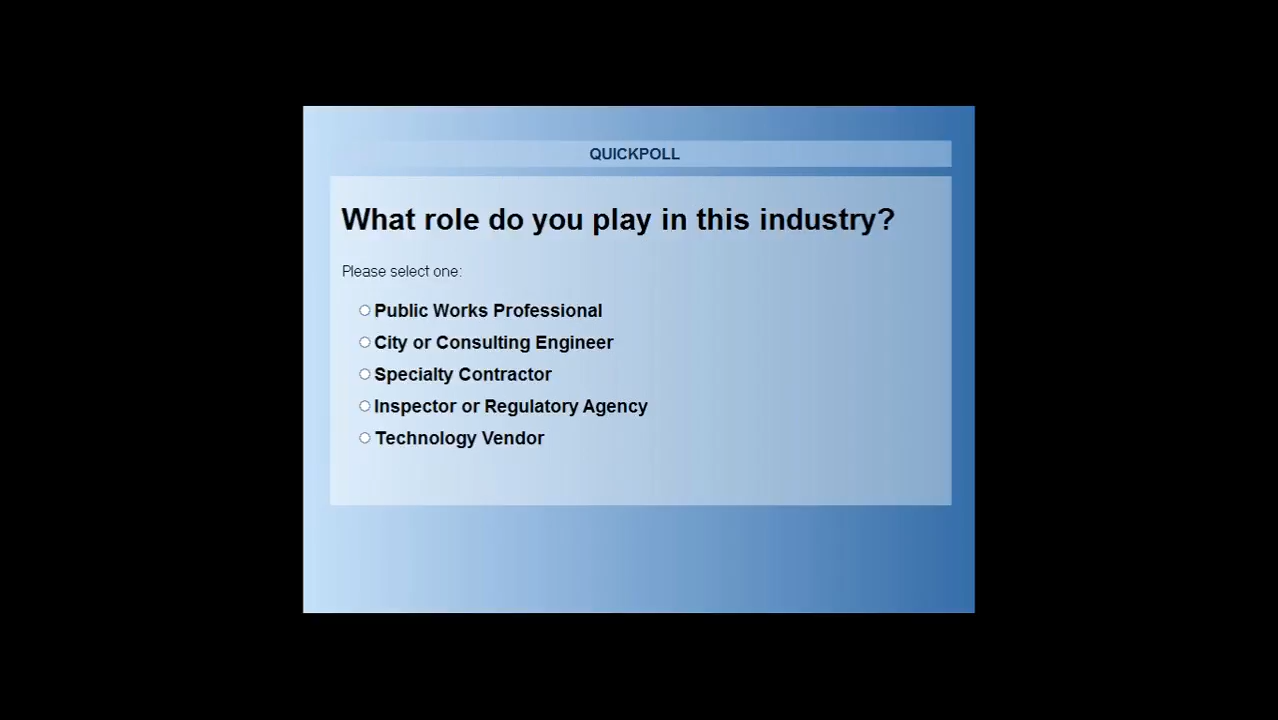 QUICKPOLL
What role do you play in this industry?
Please select one:
Public Works Professional
City or Consulting Engineer
Specialty Contractor
Inspector or Regulatory Agency
Technology Vendor